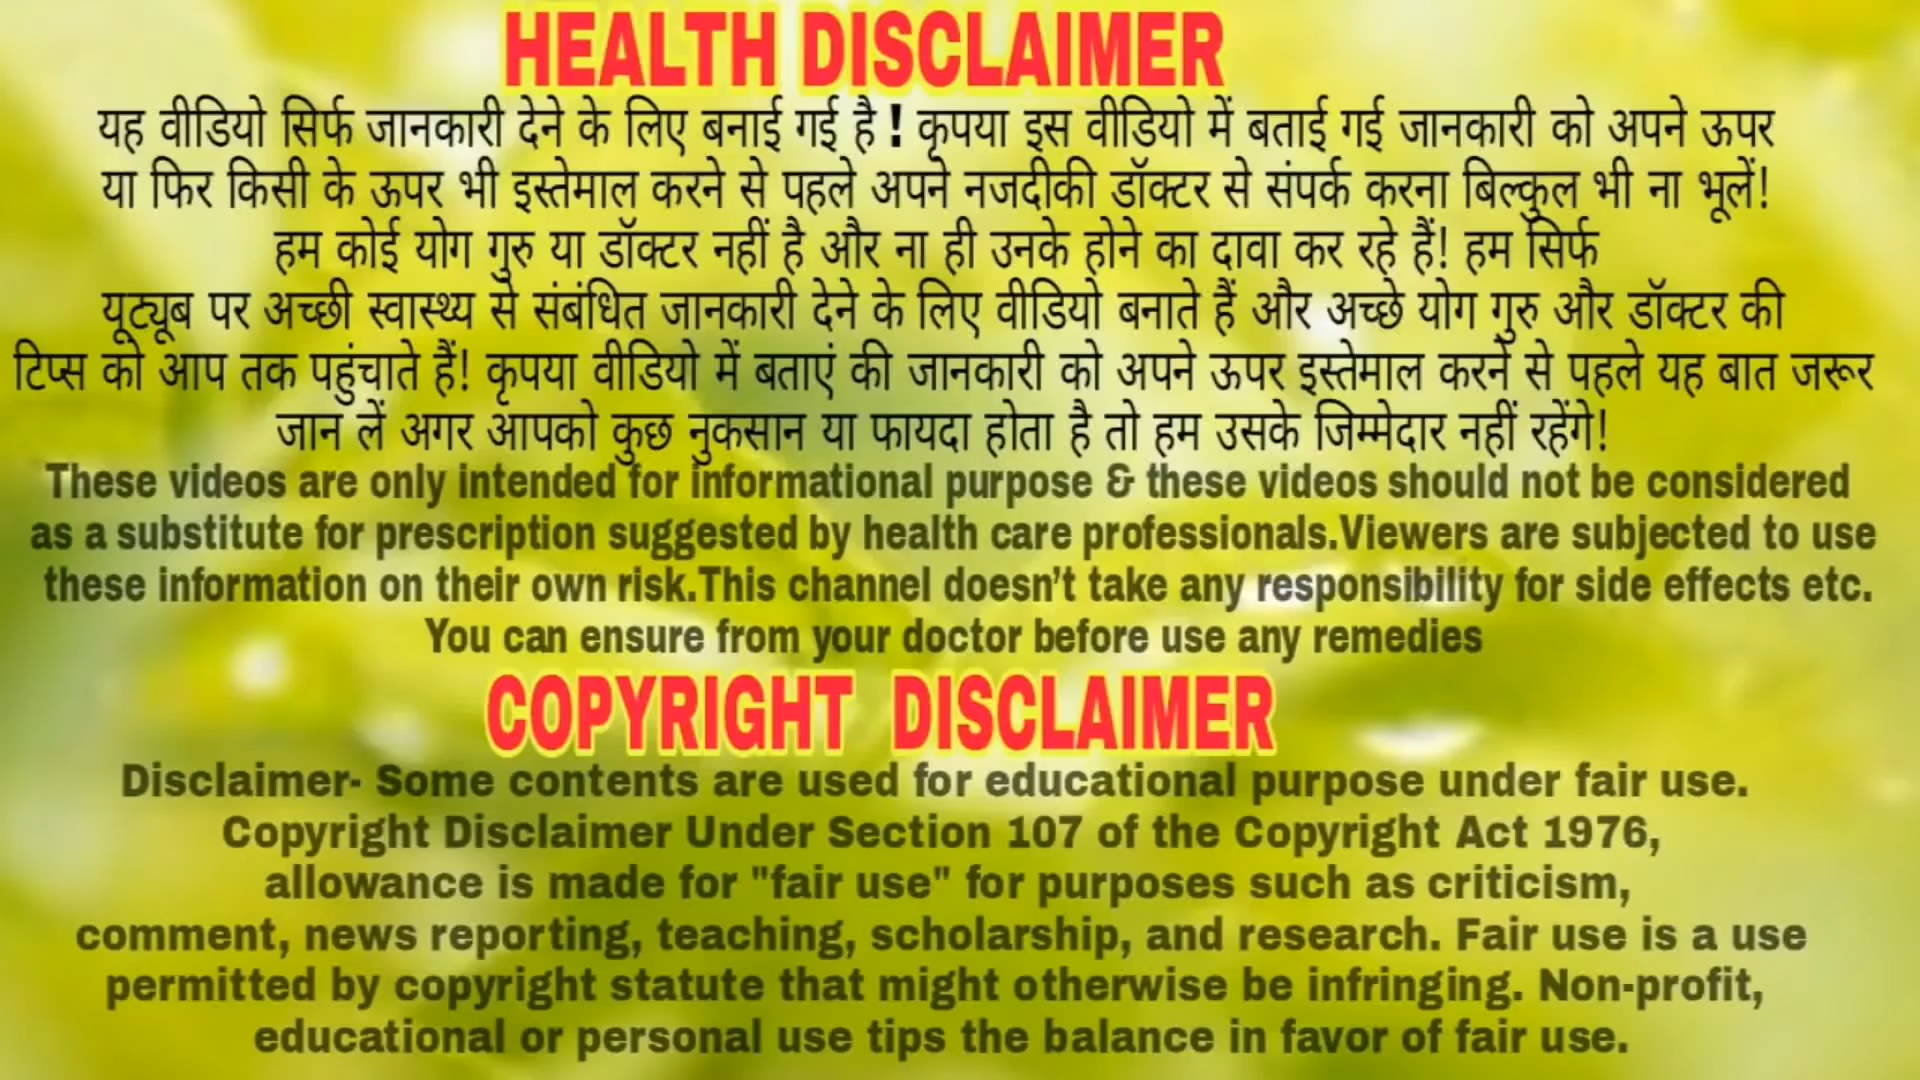 HEALTH DISCLAIMER
यह वीडियो सिर्फ जानकारी देने के लिए बनाई गई है ! कृपया इस वीडियो में बताई गई जानकारी को अपने ऊपर
या फिर किसी के ऊपर भी इस्तेमाल करने से पहले अपने नजदीकी डॉक्टर से संपर्क करना बिल्कुल भी ना भूलें!
हम कोई योग गुरु या डॉक्टर नहीं है और ना ही उनके होने का दावा कर रहे हैं! हम सिर्फ
यूट्यूब पर अच्छी स्वास्थ्य से संबंधित जानकारी देने के लिए वीडियो बनाते हैं और अच्छे योग गुरु और डॉक्टर की
टिप्स को आप तक पहुंचाते हैं! कृपया वीडियो में बताएं की जानकारी को अपने ऊपर इस्तेमाल करने से पहले यह बात जरूर
जान लें अगर आपको कुछ नुकसान या फायदा होता है तो हम उसके जिम्मेदार नहीं रहेंगे!
These videos are only intended for informational purpose & these videos should not be considered
as a substitute for prescription suggested by health care professionals.Viewers are subjected to use
these information on their own risk.This channel doesn’t take any responsibility for side effects etc.
You can ensure from your doctor before use any remedies
COPYRIGHT DISCLAIMER
Disclaimer- Some contents are used for educational purpose under fair use.
Copyright Disclaimer Under Section 107 of the Copyright Act 1976,
allowance is made for "fair use" for purposes such as criticism,
comment, news reporting, teaching, scholarship, and research. Fair use is a use
permitted by copyright statute that might otherwise be infringing. Non-profit,
educational or personal use tips the balance in favor of fair use.